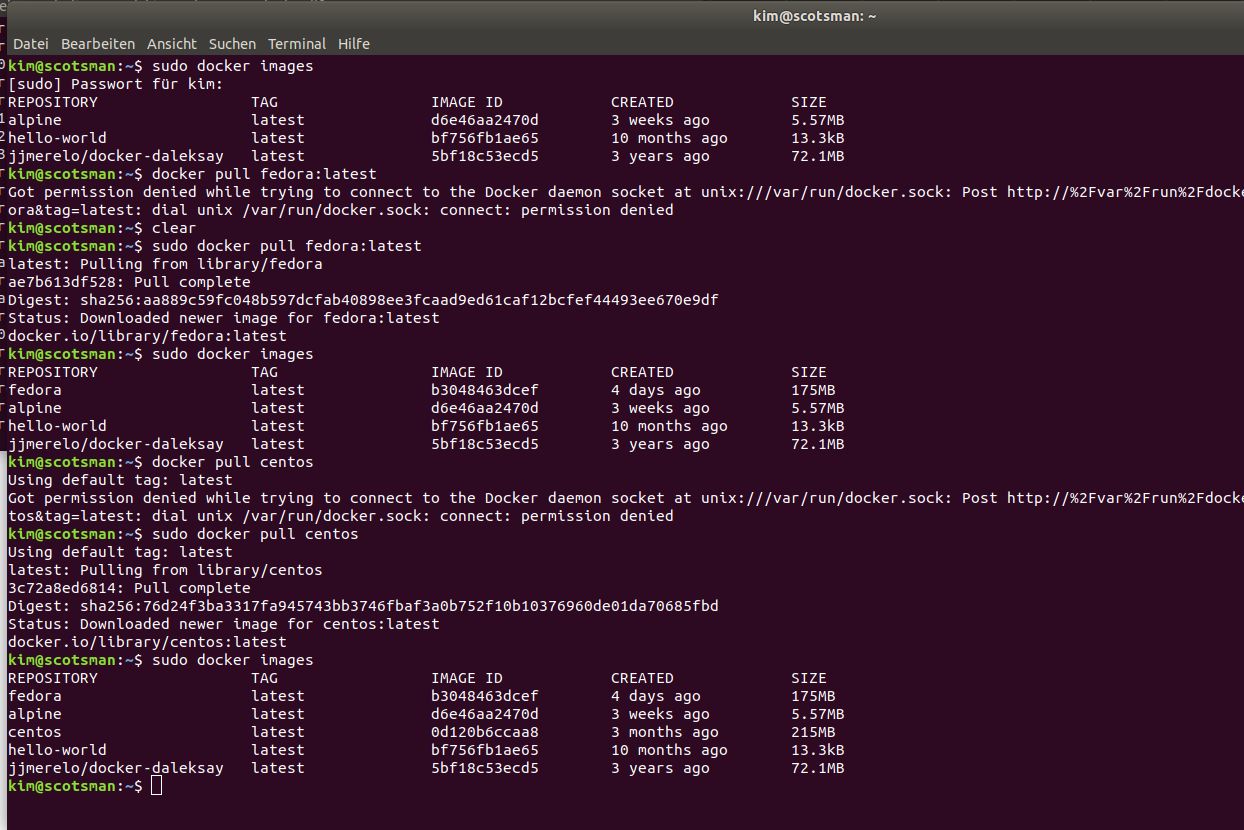 kim@scotsman: ~
Datei Bearbeiten Ansicht Suchen Terminal Hilfe
kim@scotsman:~$ sudo docker images
[sudo] Passwort für kim:
REPOSITORY TAG IMAGE ID CREATED SIZE
alpine latest d6e46aa2470d 3 weeks ago 5.57MB
hello-world latest bf756fb1ae65 10 months ago 13.3kB
jjmerelo/docker-daleksay latest 5bf18c53ecd5 3 years ago 72.1MB
kim@scotsman:~$ docker pull fedora:latest
Got permission denied while trying to connect to the Docker daemon socket at unix:///var/run/docker.sock: Post http://%2Fvar%2Frun%2Fdocke
ora&tag=latest: dial unix /var/run/docker.sock: connect: permission denied
kim@scotsman:~$ clear
kim@scotsman:~$ sudo docker pull fedora:latest
latest: Pulling from library/fedora
ae7b613df528: Pull complete
Digest: sha256:aa889c59fc048b597dcfab40898ee3fcaad9ed61caf12bcfef44493ee670e9df
Status: Downloaded newer image for fedora:latest
docker.io/library/fedora:latest
kim@scotsman:~$ sudo docker images
REPOSITORY TAG IMAGE ID CREATED SIZE
fedora latest b3048463dcef 4 days ago 175MB
alpine latest d6e46aa2470d 3 weeks ago 5.57MB
hello-world latest bf756fb1ae65 10 months ago 13.3kB
jjmerelo/docker-daleksay latest 5bf18c53ecd5 3 years ago 72.1MB
kim@scotsman:~$ docker pull centos
Using default tag: latest
Got permission denied while trying to connect to the Docker daemon socket at unix:///var/run/docker.sock: Post http://%2Fvar%2Frun%2Fdocke
tos&tag=latest: dial unix /var/run/docker.sock: connect: permission denied
kim@scotsman:~$ sudo docker pull centos
Using default tag: latest
latest: Pulling from library/centos
3c72a8ed6814: Pull complete
Digest: sha256:76d24f3ba3317fa945743bb3746fbaf3a0b752f10b10376960de01da70685fbd
Status: Downloaded newer image for centos:latest
docker.io/library/centos:latest
kim@scotsman:~$ sudo docker images
REPOSITORY TAG IMAGE ID CREATED SIZE
fedora latest b3048463dcef 4 days ago 175MB
alpine latest d6e46aa2470d 3 weeks ago 5.57MB
centos latest 0d120b6ccaa8 3 months ago 215MB
hello-world latest bf756fb1ae65 10 months ago 13.3kB
jjmerelo/docker-daleksay latest 5bf18c53ecd5 3 years ago 72.1MB
kim@scotsman:~$